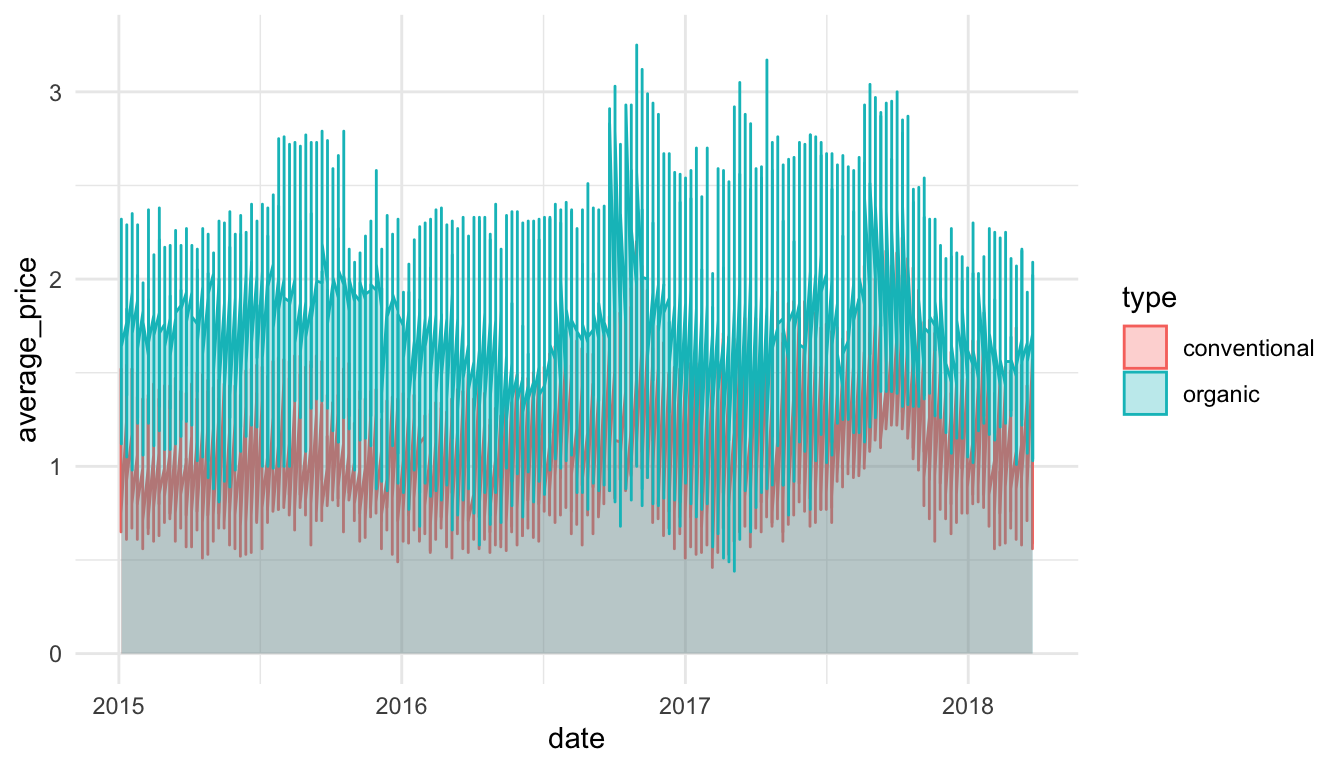 3
2
1
0
average_price
2015 2016 2017 2018
date
type
conventional
organic